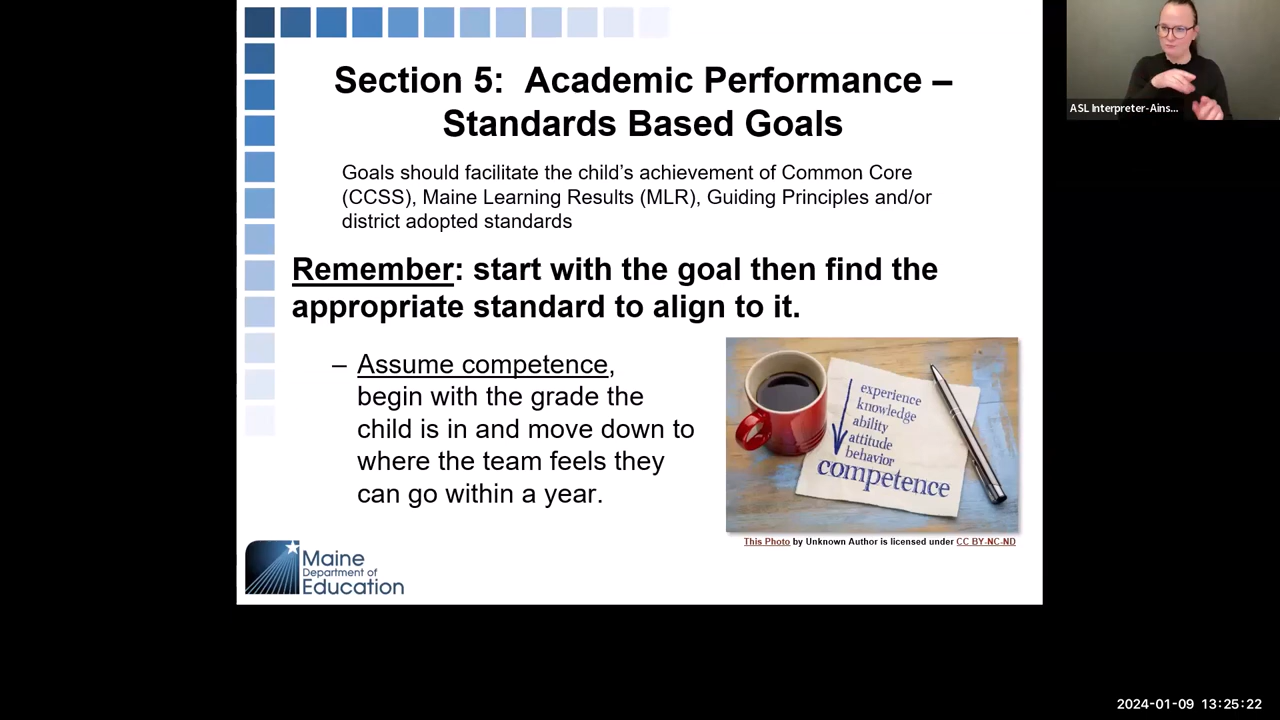 Section 5:  Academic Performance –
Standards Based Goals
Goals should facilitate the child’s achievement of Common Core
(CCSS), Maine Learning Results (MLR), Guiding Principles and/or
district adopted standards
Remember: start with the goal then find the
appropriate standard to align to it.
– Assume competence,
begin with the grade the
child is in and move down to
where the team feels they
can go within a year.
experience
knowledge
ability
attitude
behavior
competence
This Photo by Unknown Author is licensed under CC BY-NC-ND
Maine
Department of
Education
ASL Interpreter-Ains...
2024-01-09 13:25:22